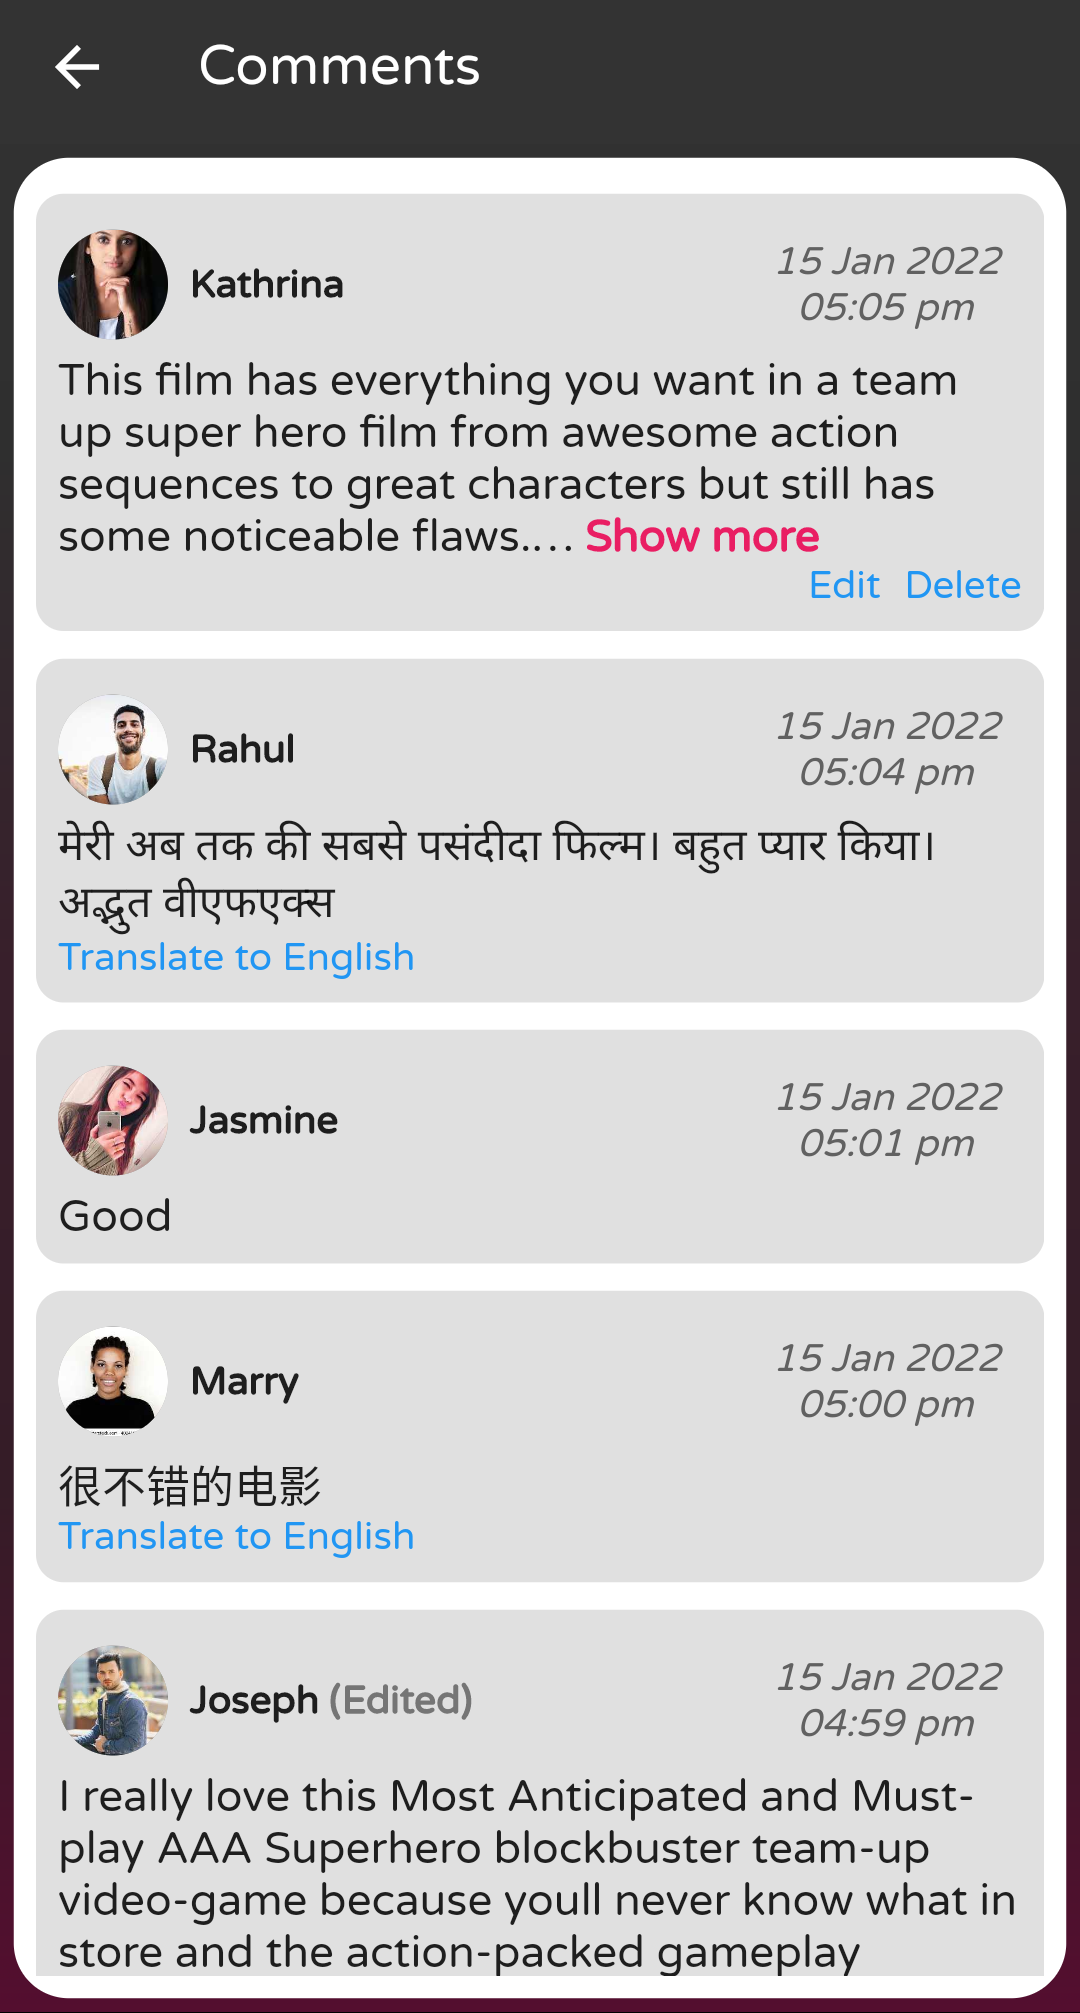 Comments
Kathrina
15 Jan 2022
05:05 pm
This film has everything you want in a team
up super hero film from awesome action
sequences to great characters but still has
some noticeable flaws.... Show more
Edit Delete
Rahul
15 Jan 2022
05:04 pm
मेरी अब तक की सबसे पसंदीदा फिल्म। बहुत प्यार किया।
अद्भुत वीएफएक्स
Translate to English
Jasmine
15 Jan 2022
05:01 pm
Good
Marry
15 Jan 2022
05:00 pm
很不错的电影
Translate to English
Joseph (Edited)
15 Jan 2022
04:59 pm
I really love this Most Anticipated and Must-
play AAA Superhero blockbuster team-up
video-game because youll never know what in
store and the action-packed gameplay